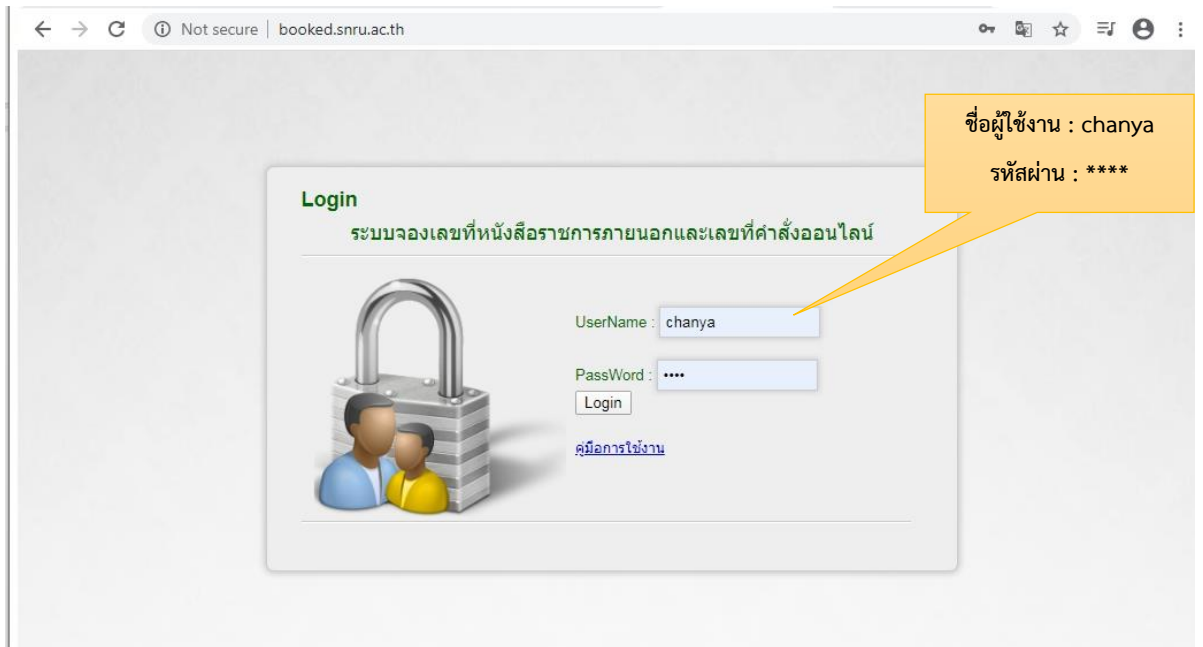 Not secure | booked.snru.ac.th
ชื่อผู้ใช้งาน : chanya
รหัสผ่าน : ****
Login
ระบบจองเลขที่หนังสือราชการภายนอกและเลขที่คำสั่งออนไลน์
UserName : chanya
PassWord : ••••
Login
คู่มือการใช้งาน